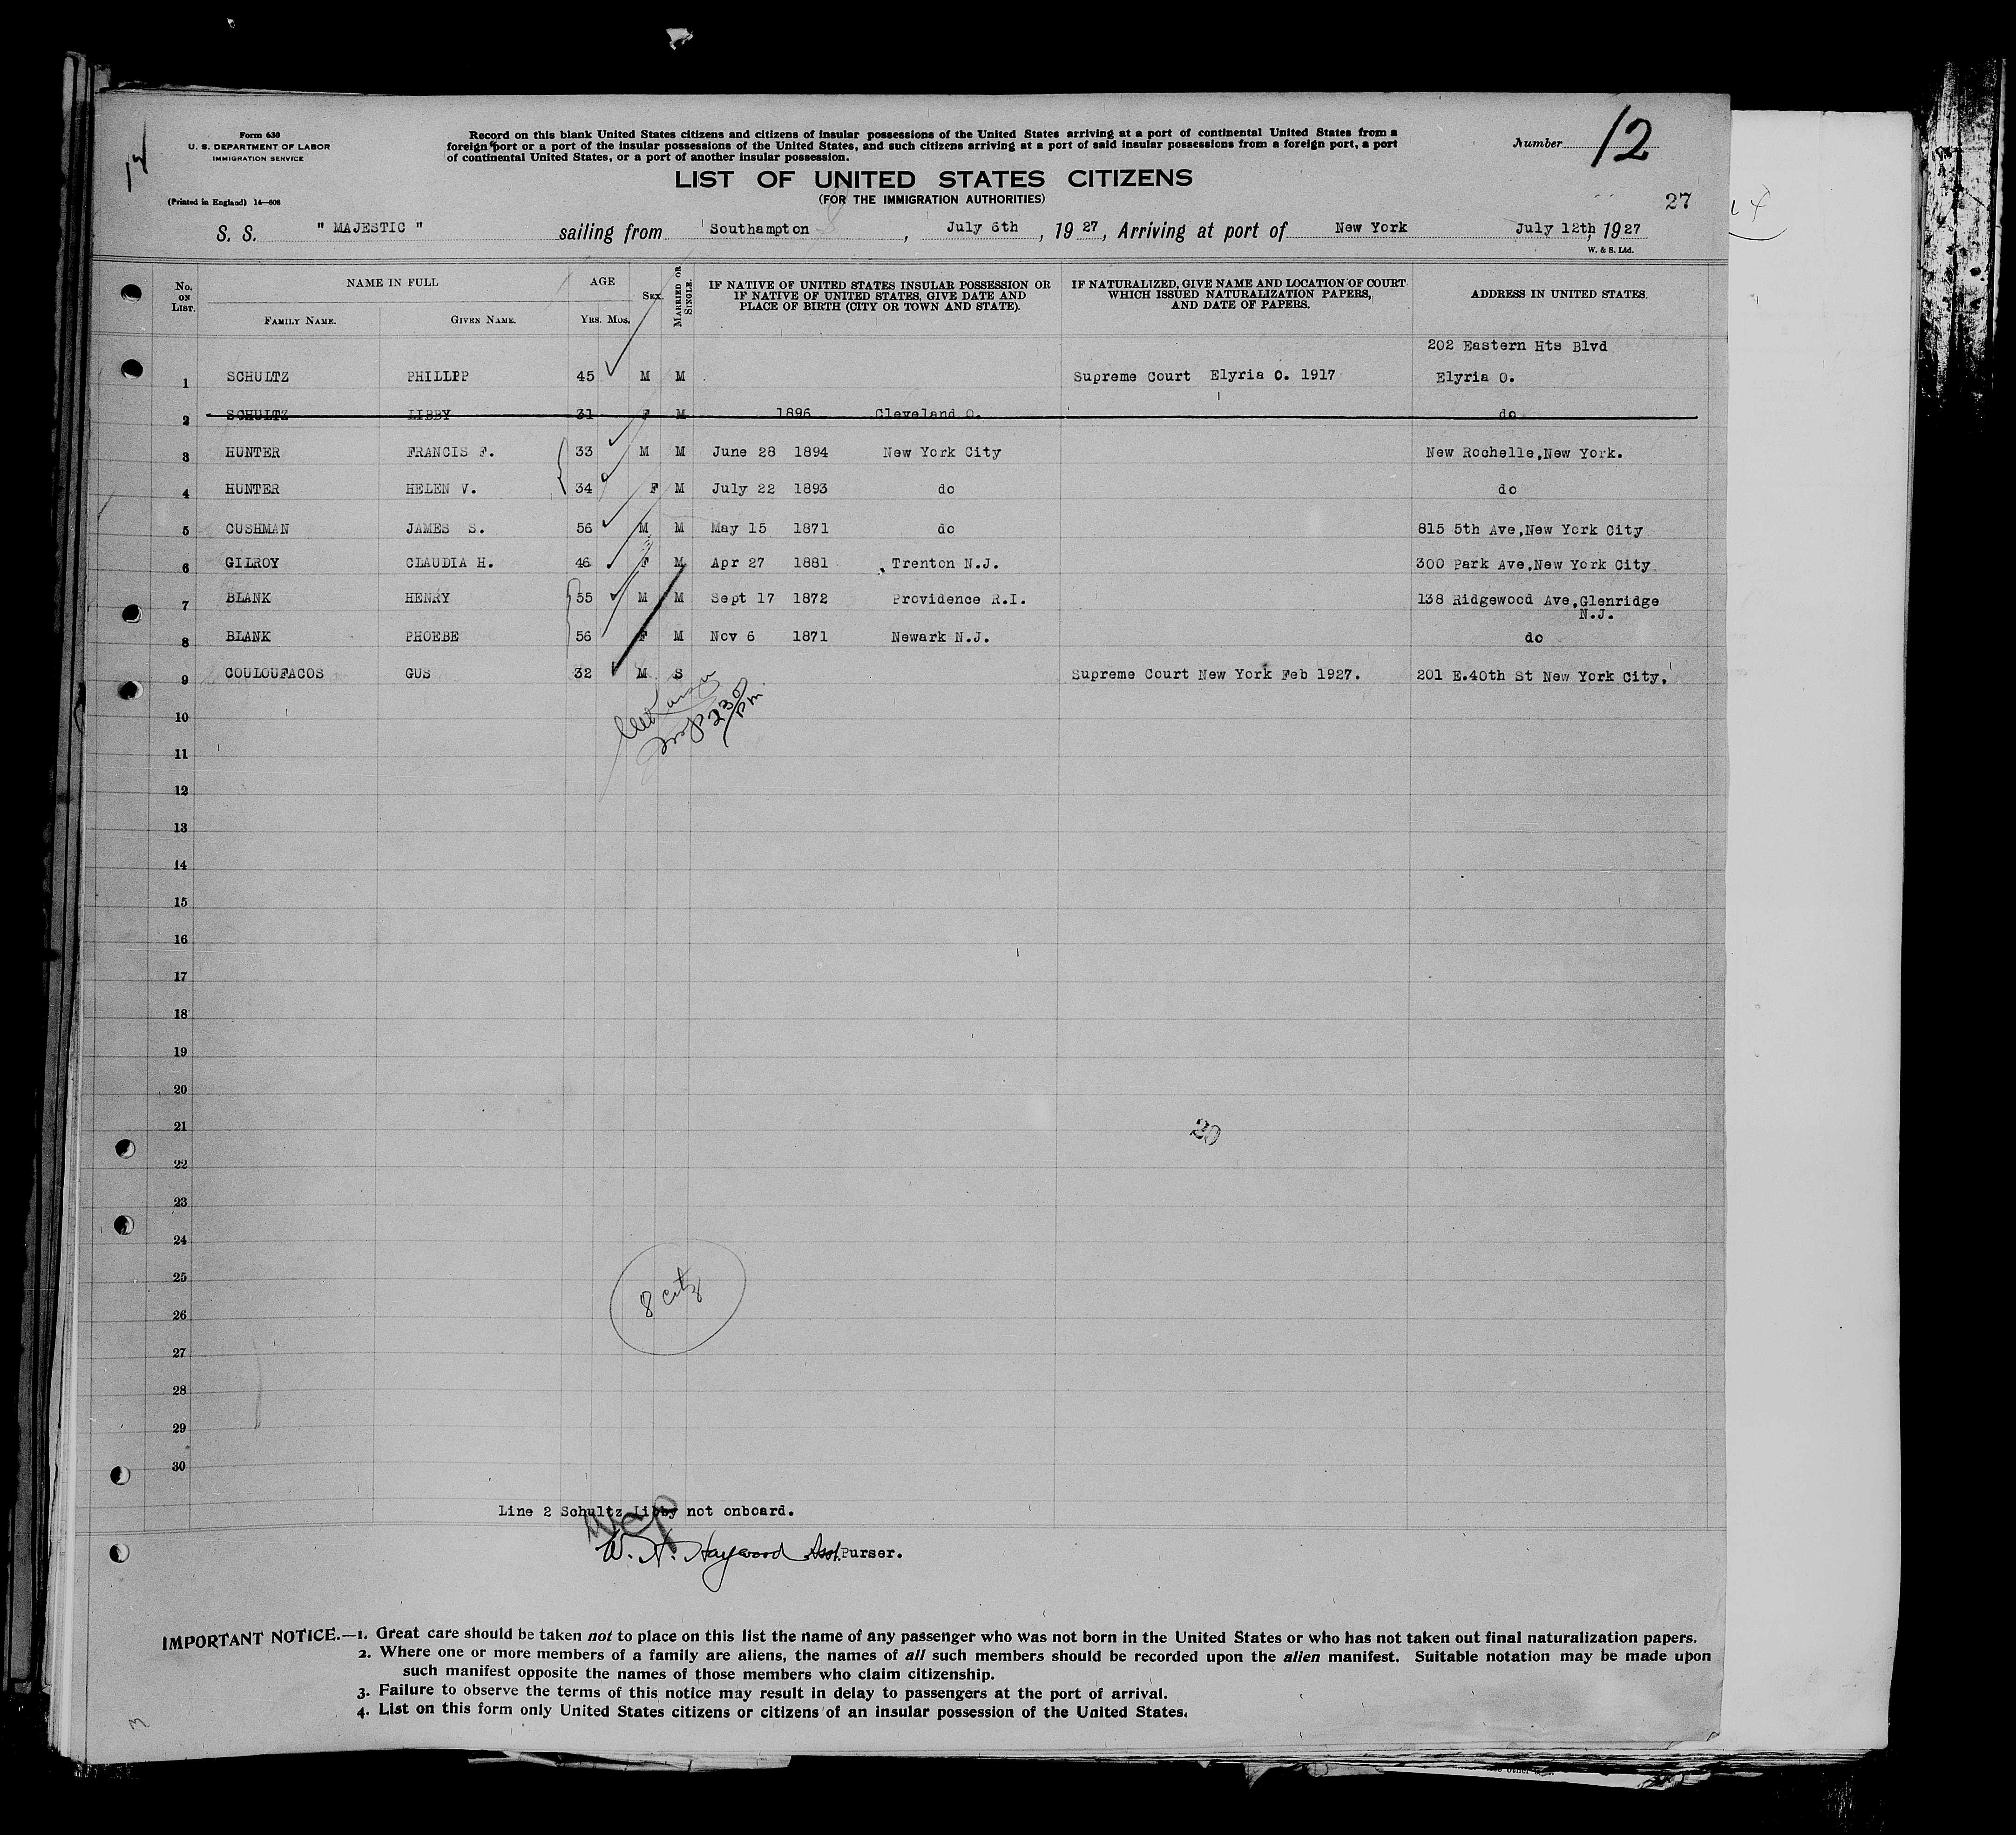 Form 630
U. S. DEPARTMENT OF LABOR
IMMIGRATION SERVICE
(Printed in England) 14—608
Record on this blank United States citizens and citizens of insular possessions of the United States arriving at a port of continental United States from a
foreign port or a port of the insular possessions of the United States, and such citizens arriving at a port of said insular possessions from a foreign port, a port
of continental United States, or a port of another insular possession.
Number 12
LIST OF UNITED STATES CITIZENS
(FOR THE IMMIGRATION AUTHORITIES)
27
S. S. " MAJESTIC " sailing from Southampton, July 6th, 1927, Arriving at port of New York July 12th, 1927
W. & S. Ltd.
No. ON LIST. NAME IN FULL AGE SEX. MARRIED OR SINGLE. IF NATIVE OF UNITED STATES INSULAR POSSESSION OR IF NATIVE OF UNITED STATES, GIVE DATE AND PLACE OF BIRTH (CITY OR TOWN AND STATE). IF NATURALIZED, GIVE NAME AND LOCATION OF COURT WHICH ISSUED NATURALIZATION PAPERS, AND DATE OF PAPERS. ADDRESS IN UNITED STATES.
FAMILY NAME. GIVEN NAME. YRS. MOS.
202 Eastern Hts Blvd
1 SCHULTZ PHILLPP 45 M M Supreme Court Elyria O. 1917 Elyria O.
2 SCHULTZ LIBBY 31 F M 1896 Cleveland O. do
3 HUNTER FRANCIS F. 33 M M June 28 1894 New York City New Rochelle,New York.
4 HUNTER HELEN V. 34 F M July 22 1893 do do
5 CUSHMAN JAMES S. 56 M M May 15 1871 do 815 5th Ave,New York City
6 GILROY CLAUDIA H. 46 F M Apr 27 1881 Trenton N.J. 300 Park Ave,New York City
7 BLANK HENRY 55 M M Sept 17 1872 Providence R.I. 138 Ridgewood Ave,Glenridge
N.J.
8 BLANK PHOEBE 56 F M Nov 6 1871 Newark N.J. do
9 COULOUFACOS GUS 32 M S Supreme Court New York Feb 1927. 201 E.40th St New York City.
10
11
12
13
14
15
16
17
18
19
20
21
20
22
23
24
25
8 citz
26
27
28
29
30
Line 2 Schultz Libby not onboard.
W. H. Haywood Asst.Purser.
IMPORTANT NOTICE.—1. Great care should be taken not to place on this list the name of any passenger who was not born in the United States or who has not taken out final naturalization papers.
2. Where one or more members of a family are aliens, the names of all such members should be recorded upon the alien manifest. Suitable notation may be made upon
such manifest opposite the names of those members who claim citizenship.
3. Failure to observe the terms of this notice may result in delay to passengers at the port of arrival.
4. List on this form only United States citizens or citizens of an insular possession of the United States.